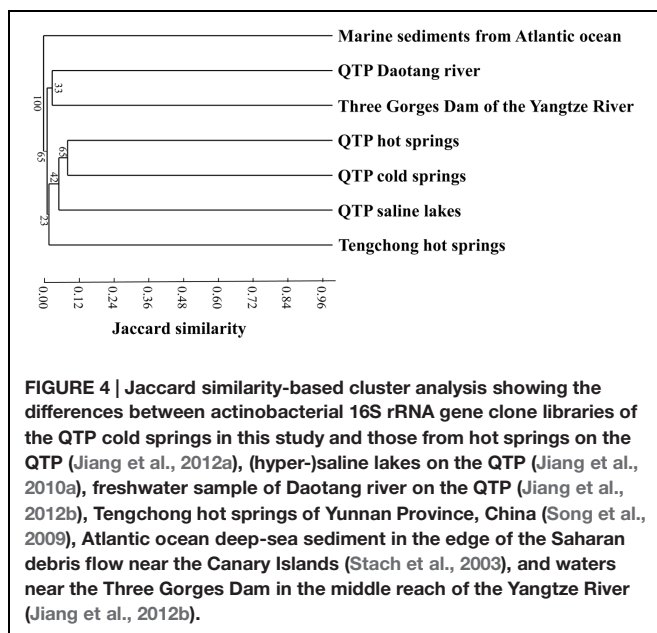 Marine sediments from Atlantic ocean
QTP Daotang river
33
Three Gorges Dam of the Yangtze River
100
QTP hot springs
65
65
QTP cold springs
42
QTP saline lakes
23
Tengchong hot springs
0.00 0.12 0.24 0.36 0.48 0.60 0.72 0.84 0.96
Jaccard similarity
FIGURE 4 | Jaccard similarity-based cluster analysis showing the
differences between actinobacterial 16S rRNA gene clone libraries of
the QTP cold springs in this study and those from hot springs on the
QTP (Jiang et al., 2012a), (hyper-)saline lakes on the QTP (Jiang et al.,
2010a), freshwater sample of Daotang river on the QTP (Jiang et al.,
2012b), Tengchong hot springs of Yunnan Province, China (Song et al.,
2009), Atlantic ocean deep-sea sediment in the edge of the Saharan
debris flow near the Canary Islands (Stach et al., 2003), and waters
near the Three Gorges Dam in the middle reach of the Yangtze River
(Jiang et al., 2012b).